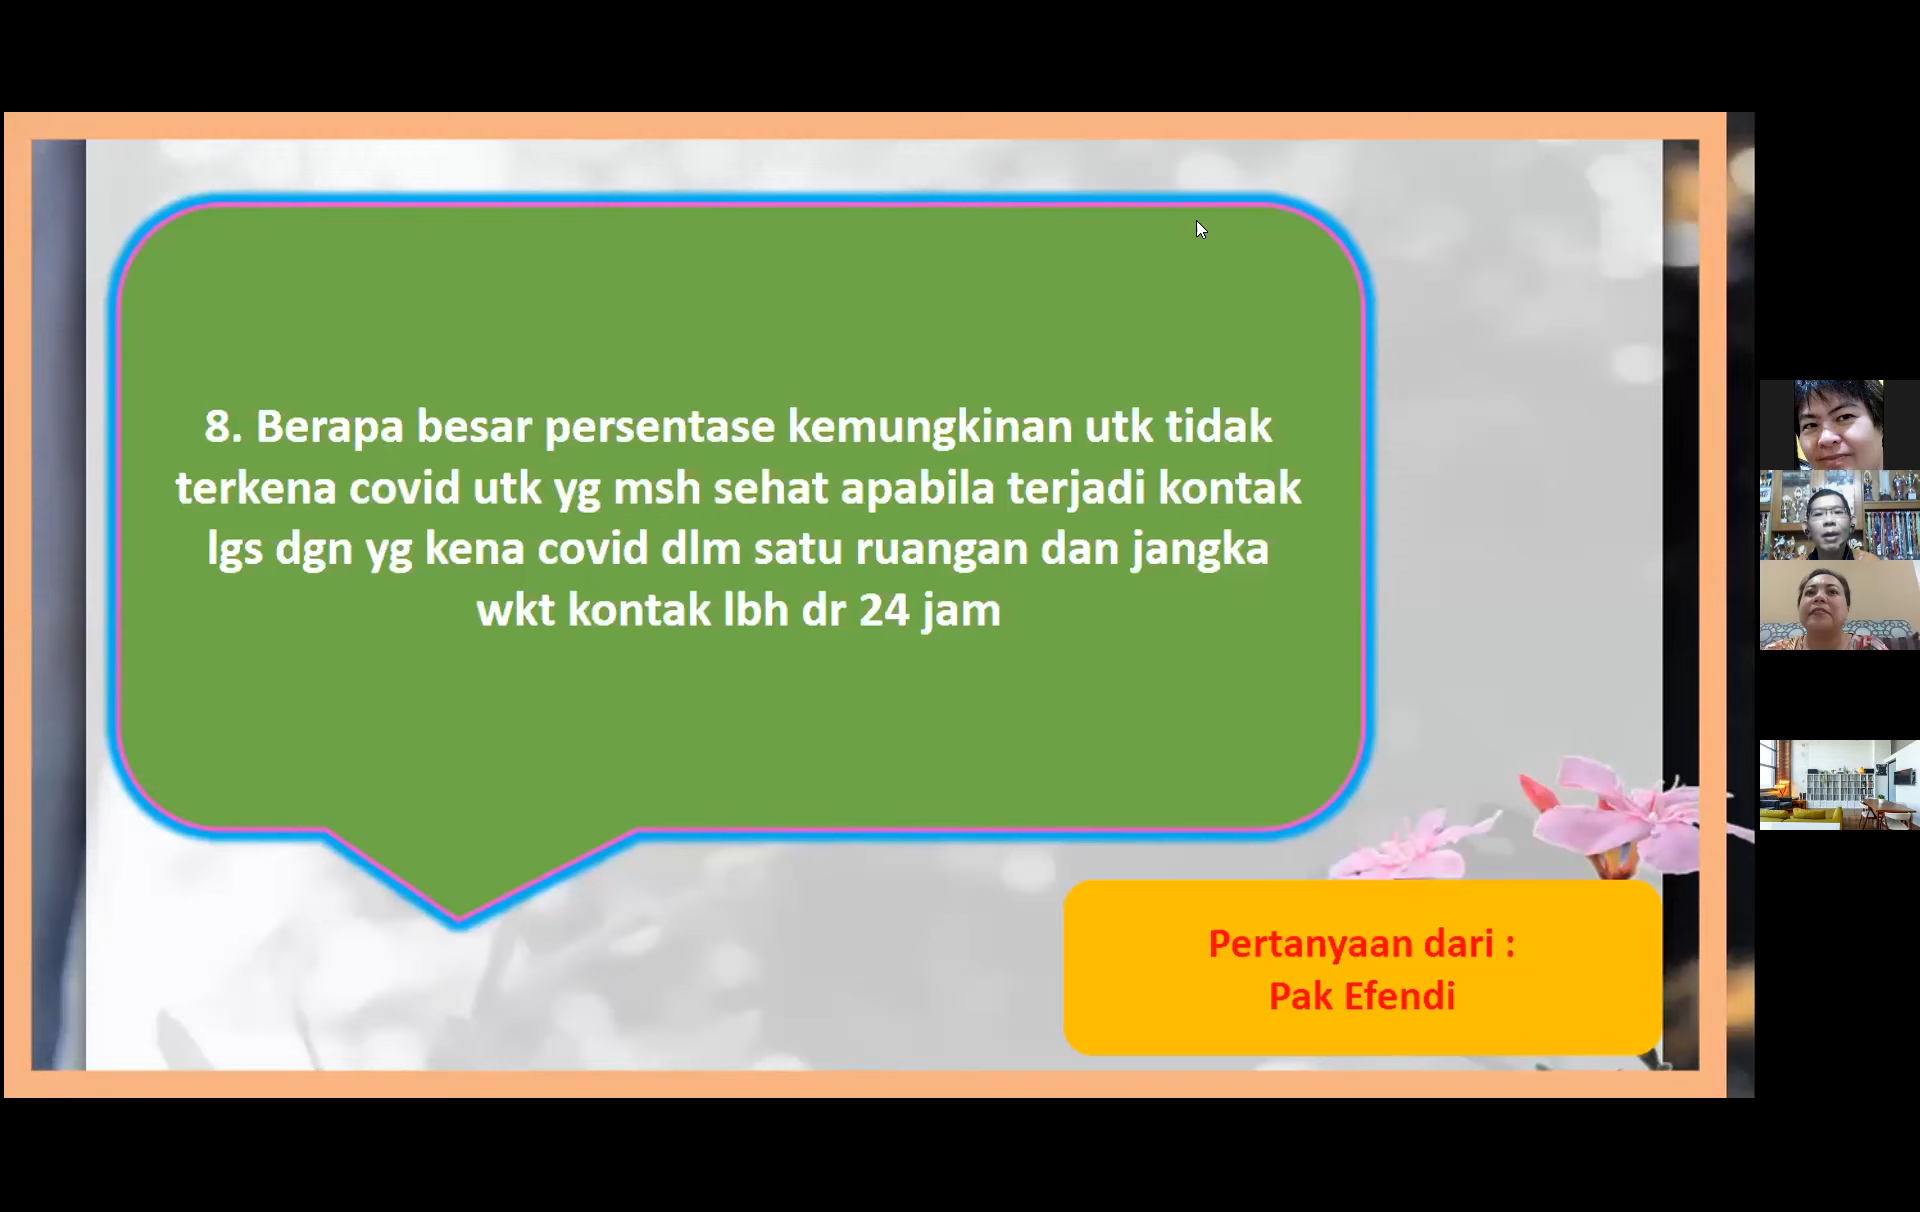 8. Berapa besar persentase kemungkinan utk tidak
terkena covid utk yg msh sehat apabila terjadi kontak
lgs dgn yg kena covid dlm satu ruangan dan jangka
wkt kontak lbh dr 24 jam
Pertanyaan dari :
Pak Efendi